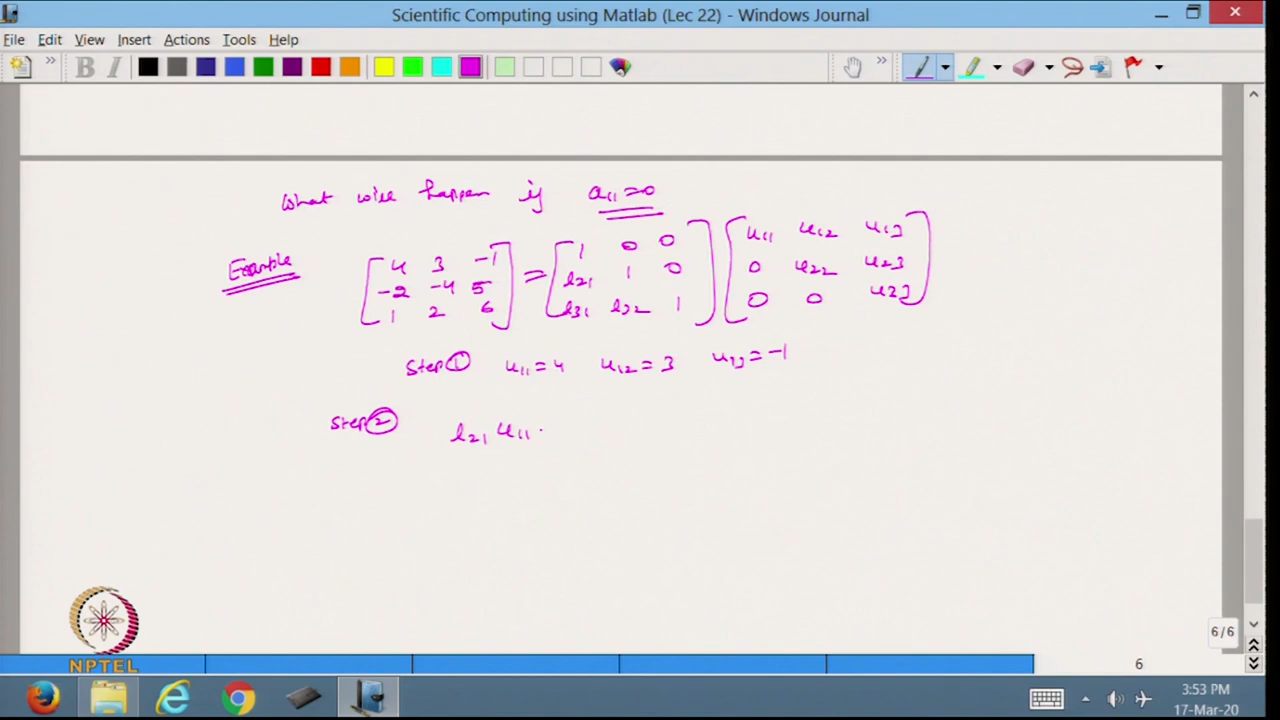 Scientific Computing using Matlab (Lec 22) - Windows Journal
File Edit View Insert Actions Tools Help
What will happen if a11=0
Example [4 3 -1; -2 -4 5; 1 2 6] = [1 0 0; l21 1 0; l31 l32 1] [u11 u12 u13; 0 u22 u23; 0 0 u33]
Step ① u11=4 u12=3 u13=-1
Step ② l21 u11
6/6
NPTEL
6
3:53 PM
17-Mar-20